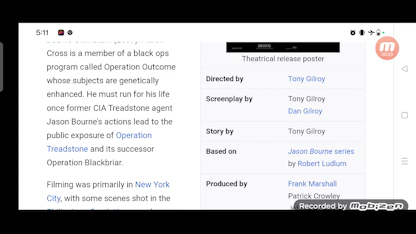 5:11
Cross is a member of a black ops
program called Operation Outcome
whose subjects are genetically
enhanced. He must run for his life
once former CIA Treadstone agent
Jason Bourne's actions lead to the
public exposure of Operation
Treadstone and its successor
Operation Blackbriar.
Filming was primarily in New York
City, with some scenes shot in the
Theatrical release poster
Directed by Tony Gilroy
Screenplay by Tony Gilroy
Dan Gilroy
Story by Tony Gilroy
Based on Jason Bourne series
by Robert Ludlum
Produced by Frank Marshall
Patrick Crowley
Recorded by Mobizen